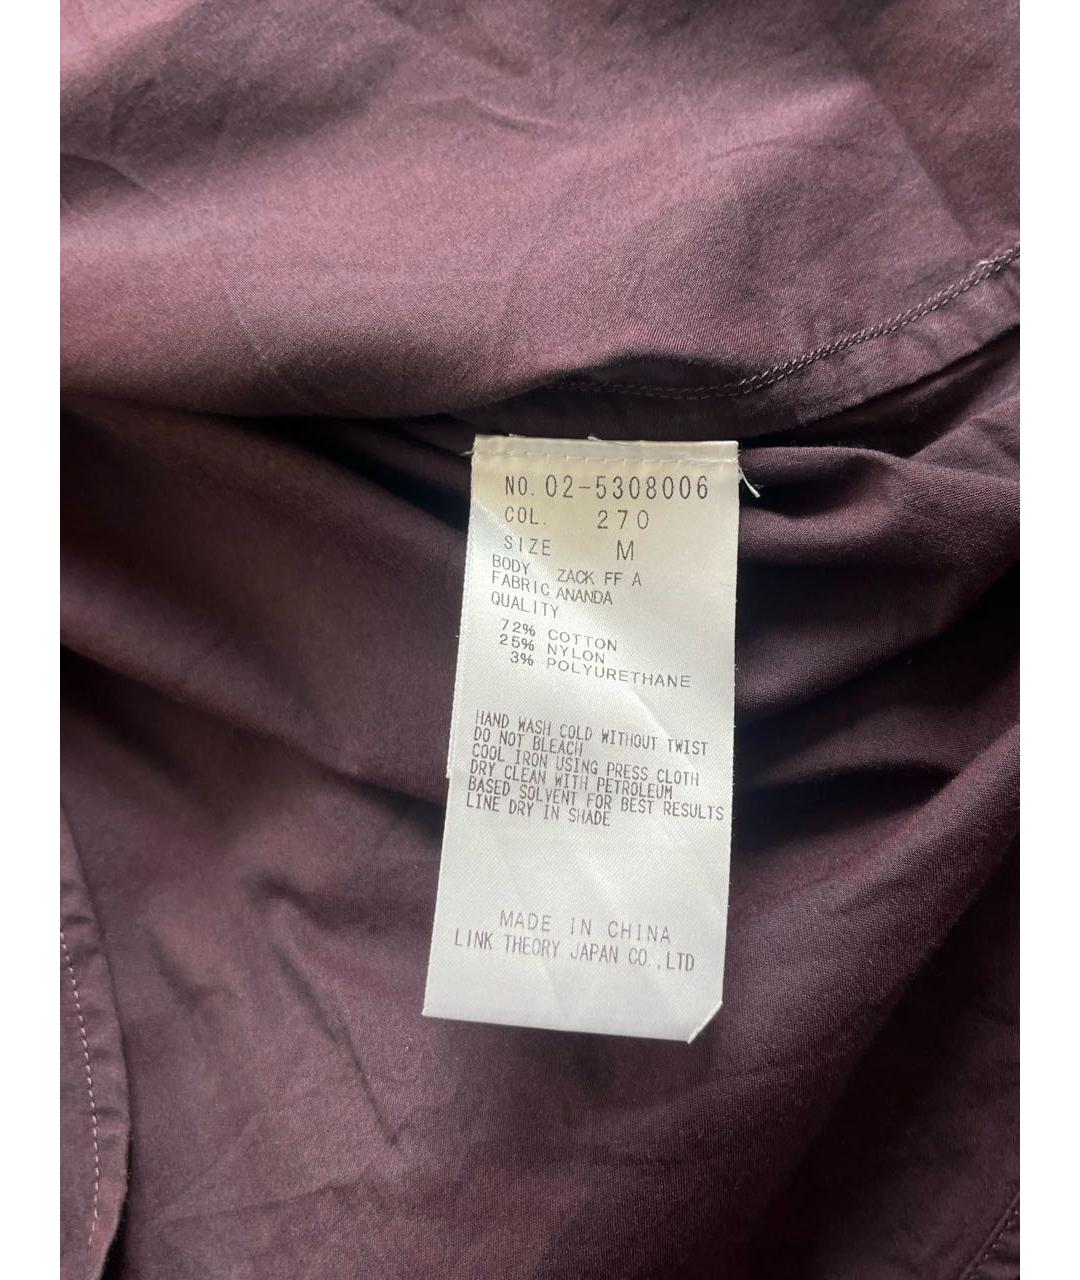 NO. 02-5308006
COL. 270
SIZE M
BODY ZACK FF A
FABRIC ANANDA
QUALITY
72% COTTON
25% NYLON
3% POLYURETHANE
HAND WASH COLD WITHOUT TWIST
DO NOT BLEACH
COOL IRON USING PRESS CLOTH
DRY CLEAN WITH PETROLEUM
BASED SOLVENT FOR BEST RESULTS
LINE DRY IN SHADE
MADE IN CHINA
LINK THEORY JAPAN CO.,LTD